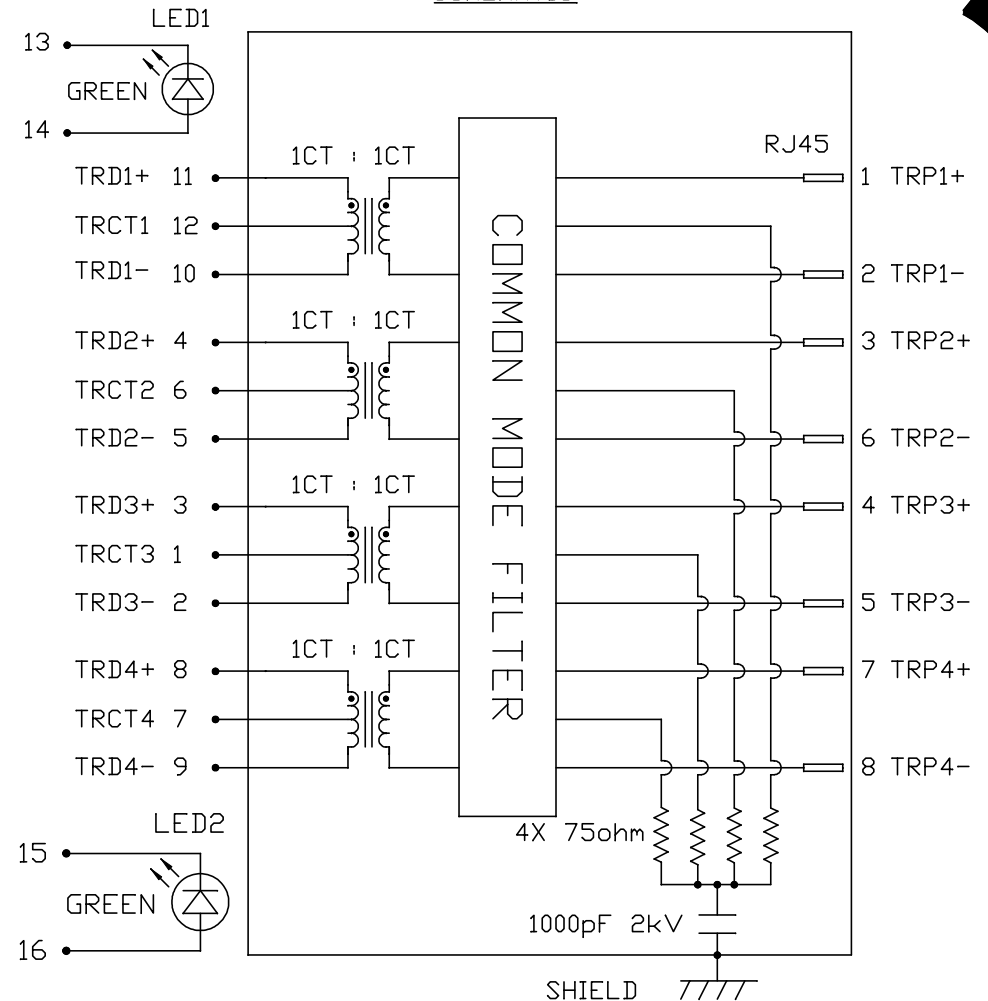 LED1
13
GREEN
14
RJ45
1CT : 1CT
TRD1+ 11
1 TRP1+
TRCT1 12
TRD1- 10
2 TRP1-
1CT : 1CT
TRD2+ 4
3 TRP2+
TRCT2 6
TRD2- 5
6 TRP2-
1CT : 1CT
TRD3+ 3
4 TRP3+
TRCT3 1
TRD3- 2
5 TRP3-
1CT : 1CT
TRD4+ 8
7 TRP4+
TRCT4 7
TRD4- 9
8 TRP4-
COMMON MODE FILTER
LED2
4X 75ohm
15
GREEN
16
1000pF 2kV
SHIELD